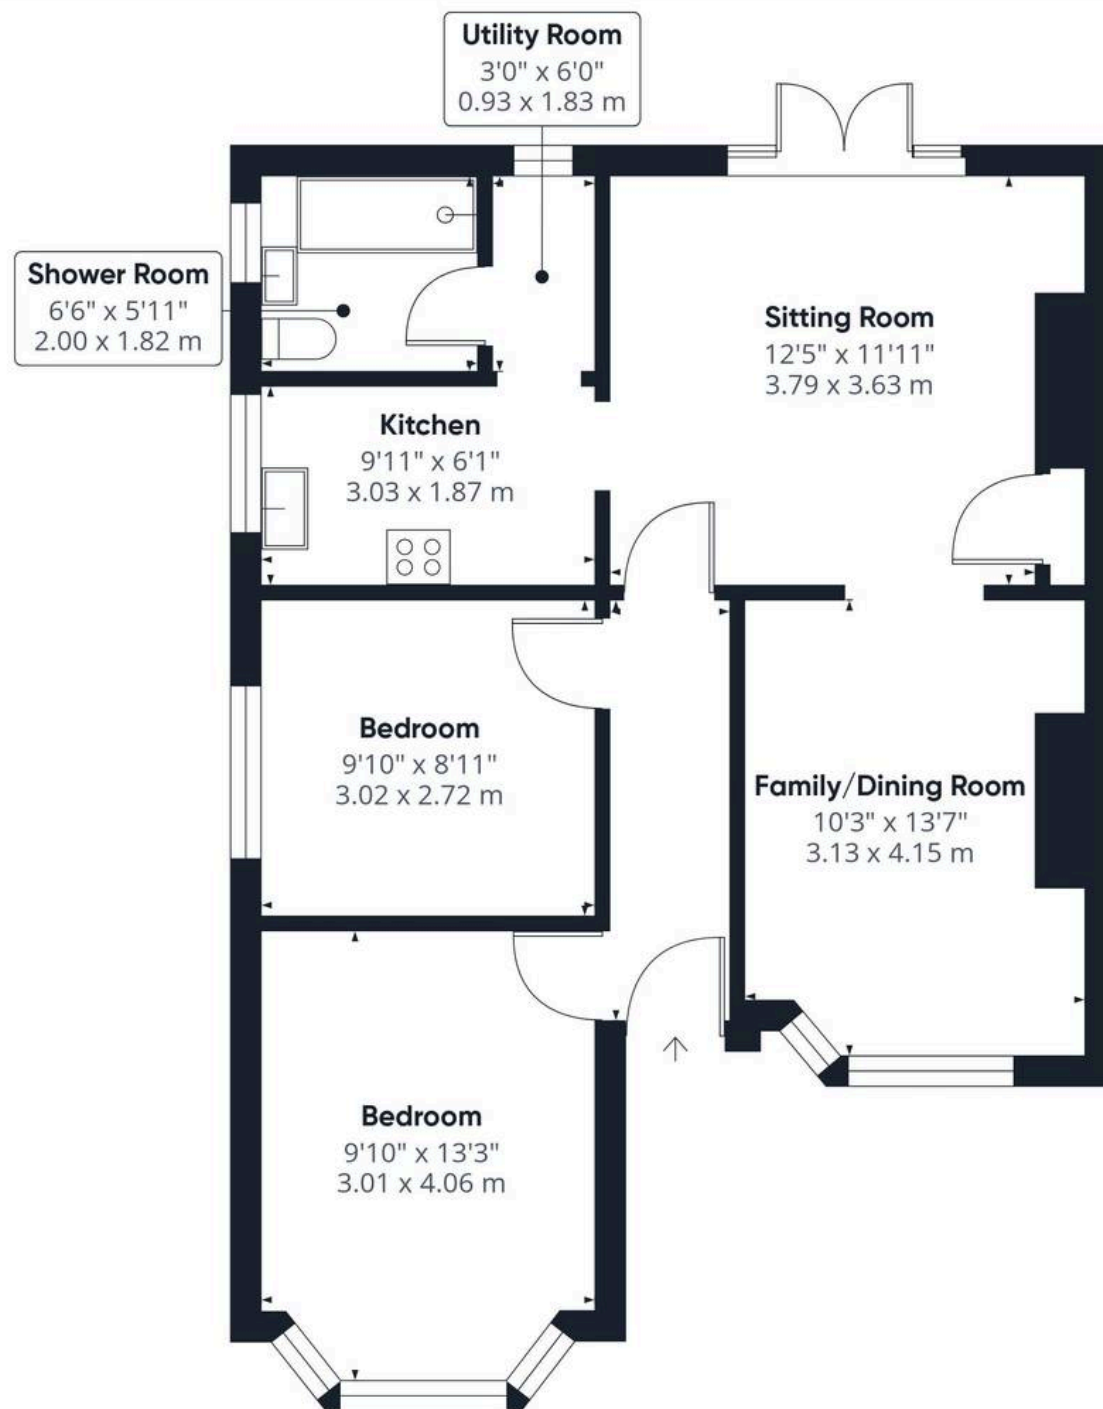 Utility Room
3'0" x 6'0"
0.93 x 1.83 m
Shower Room
6'6" x 5'11"
2.00 x 1.82 m
Sitting Room
12'5" x 11'11"
3.79 x 3.63 m
Kitchen
9'11" x 6'1"
3.03 x 1.87 m
Bedroom
9'10" x 8'11"
3.02 x 2.72 m
Family/Dining Room
10'3" x 13'7"
3.13 x 4.15 m
Bedroom
9'10" x 13'3"
3.01 x 4.06 m